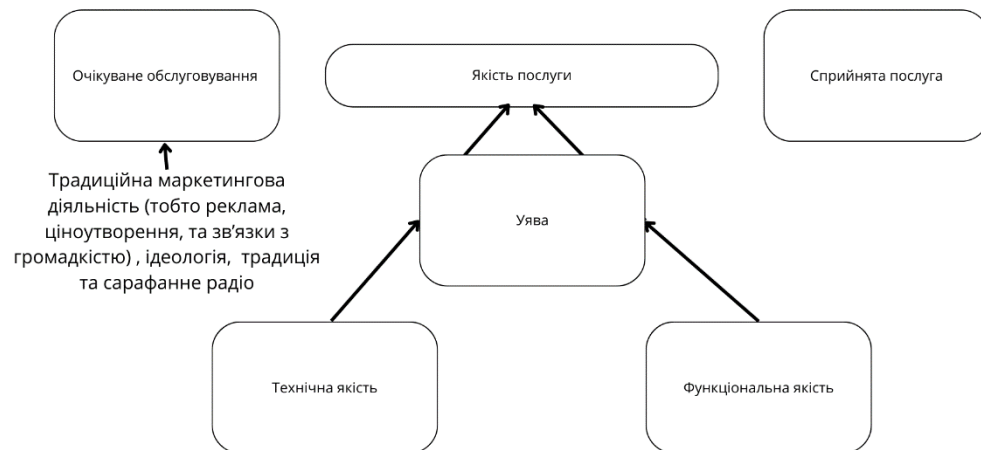 Очікуване обслуговування
Якість послуги
Сприйнята послуга
Традиційна маркетингова
діяльність (тобто реклама,
ціноутворення, та зв’язки з
громадкістю) , ідеологія, традиція
та сарафанне радіо
Уява
Технічна якість
Функціональна якість